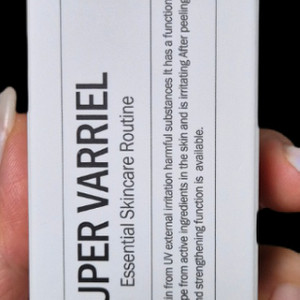 UPER VARRIEL
Essential Skincare Routine
in from UV external irritation harmful substances It has a function
pe from active ingredients in the skin and is irritating After peeling
nd strengthening function is available.